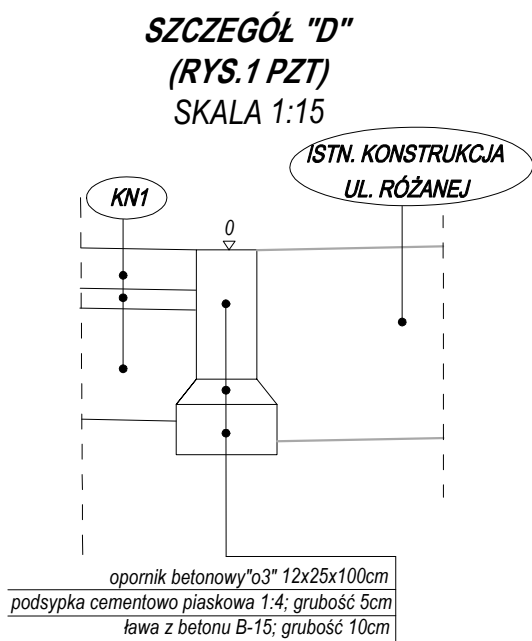 SZCZEGÓŁ "D"
(RYS.1 PZT)
SKALA 1:15
ISTN. KONSTRUKCJA
UL. RÓŻANEJ
KN1
0
opornik betonowy"o3" 12x25x100cm
podsypka cementowo piaskowa 1:4; grubość 5cm
ława z betonu B-15; grubość 10cm